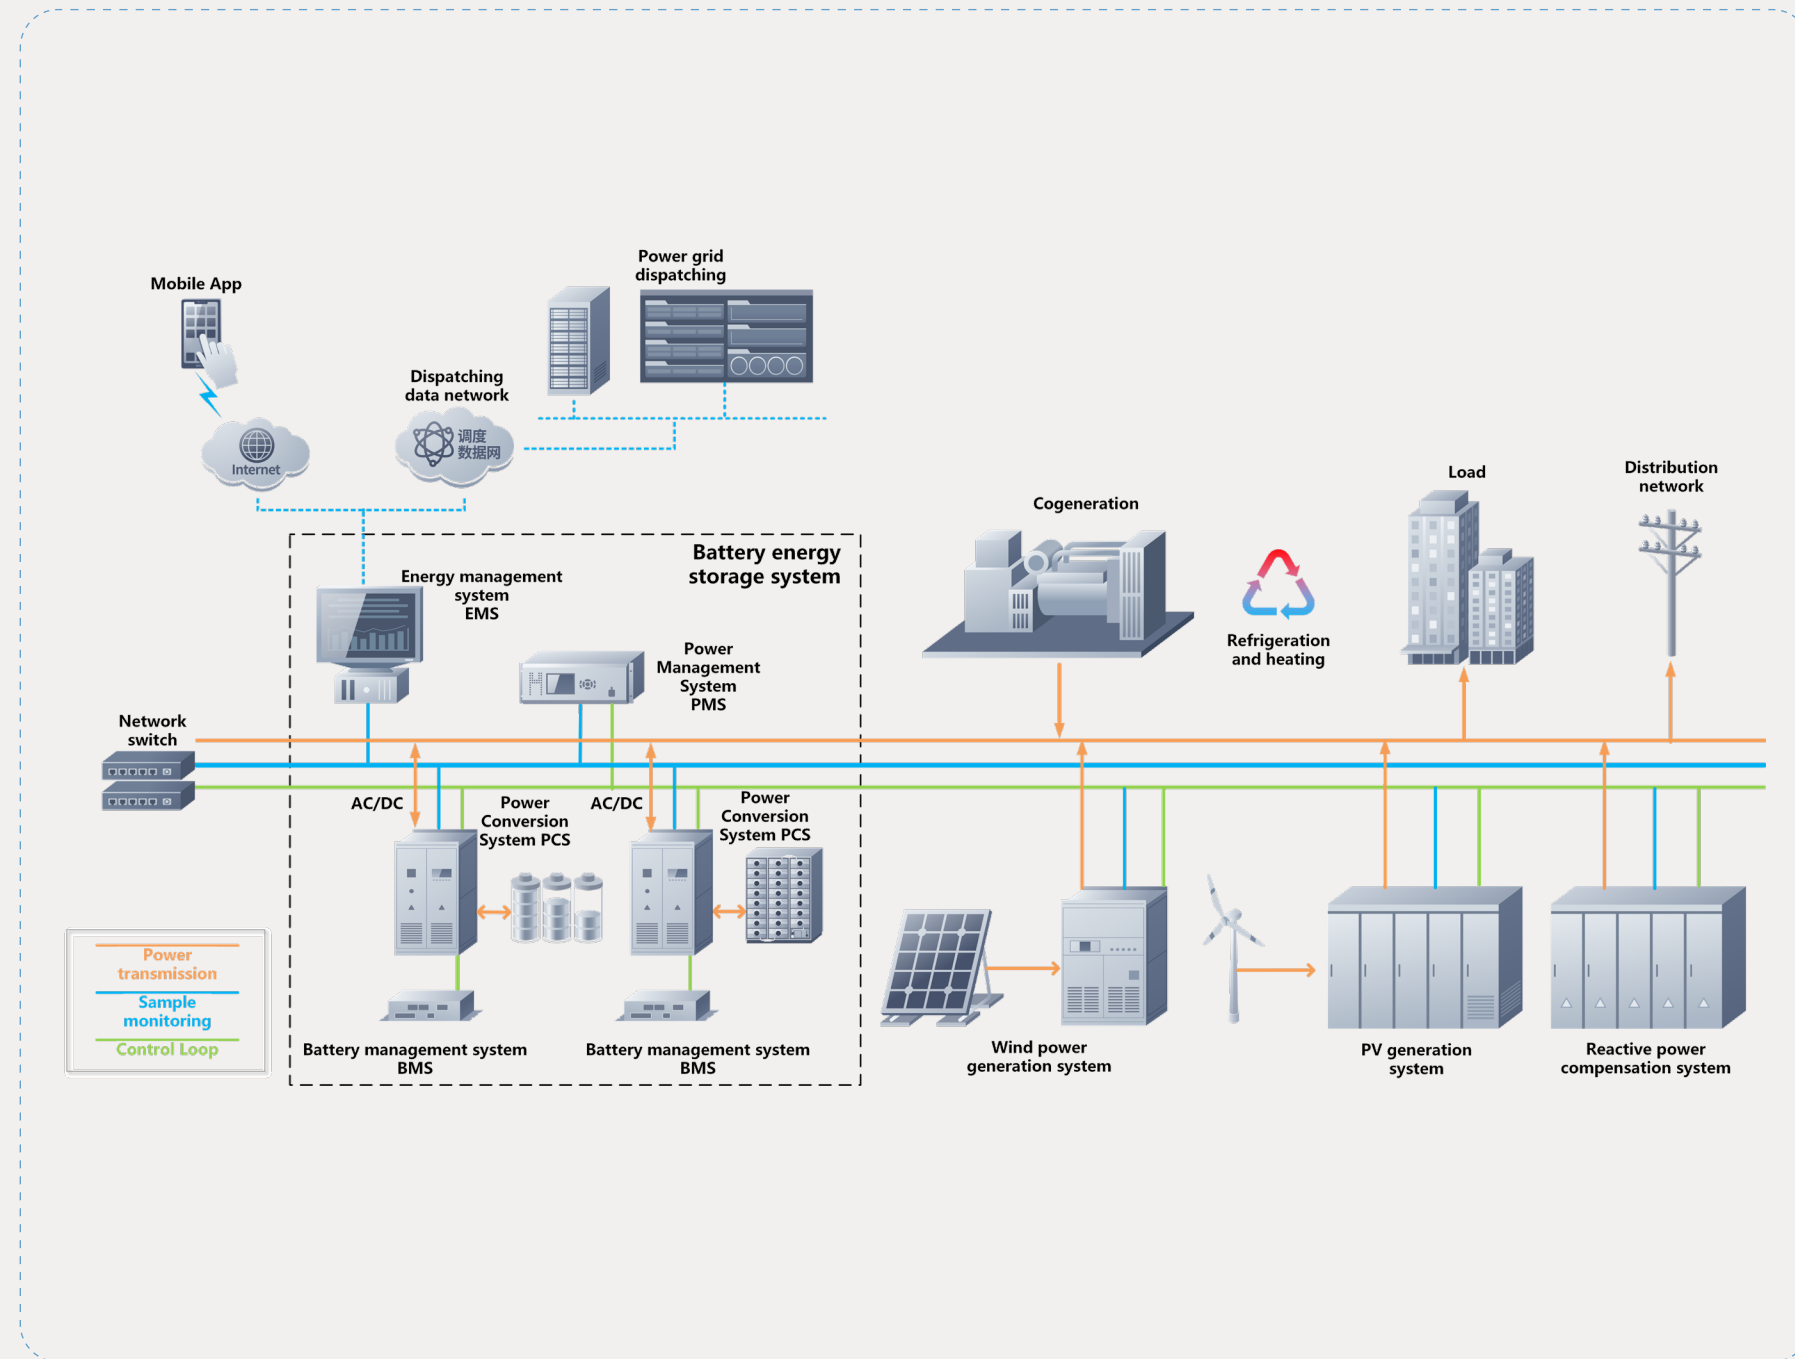 Power grid
dispatching
Mobile App
Dispatching
data network
调度
数据网
Internet
Battery energy
storage system
Energy management
system
EMS
Power
Management
System
PMS
Network
switch
AC/DC
Power
Conversion
System PCS
AC/DC
Power
Conversion
System PCS
Battery management system
BMS
Battery management system
BMS
Power
transmission
Sample
monitoring
Control Loop
Cogeneration
Refrigeration
and heating
Load
Distribution
network
Wind power
generation system
PV generation
system
Reactive power
compensation system